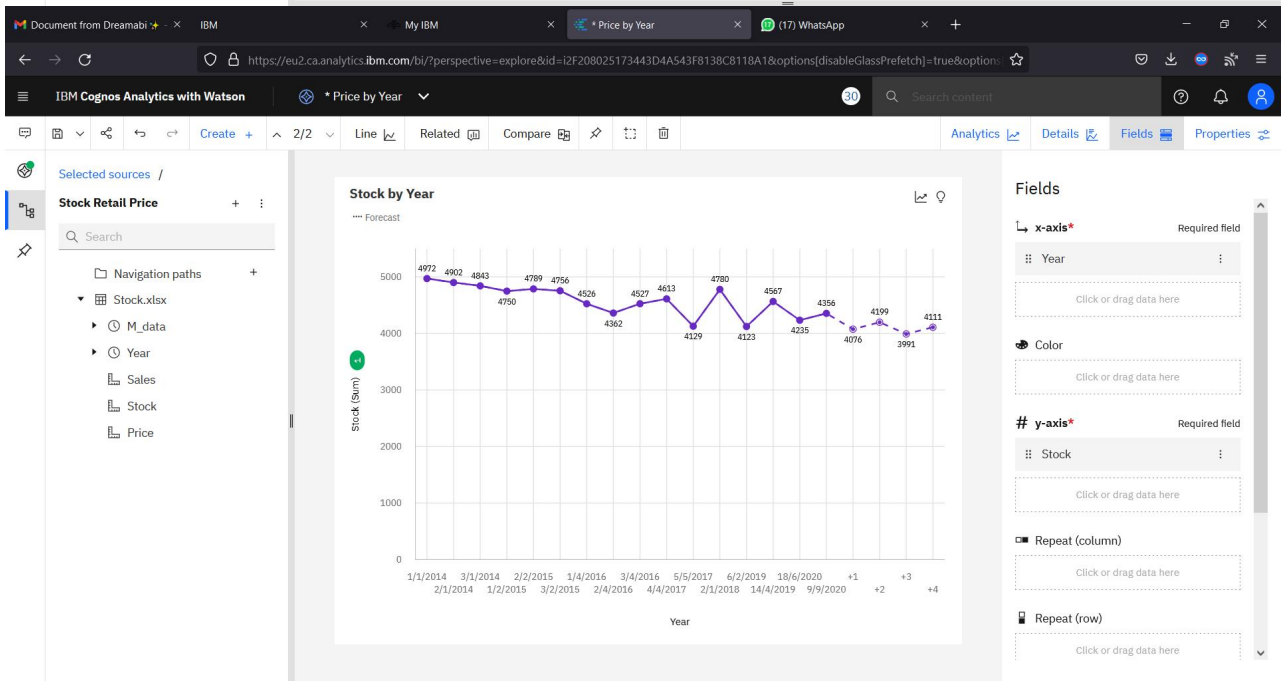 Document from Dreamabi ✨ -
IBM
My IBM
* Price by Year
(17) WhatsApp
https://eu2.ca.analytics.ibm.com/bi/?perspective=explore&id=i2F208025173443D4A543F8138C8118A1&options[disableGlassPrefetch]=true&options
IBM Cognos Analytics with Watson
* Price by Year
30
Search content
Create +
2/2
Line
Related
Compare
Analytics
Details
Fields
Properties
Selected sources /
Stock Retail Price
Search
Navigation paths
Stock.xlsx
M_data
Year
Sales
Stock
Price
Stock by Year
Forecast
5000
4000
3000
2000
1000
0
Stock (Sum)
4972 4902 4843 4750 4789 4756 4526 4362 4527 4613 4129 4780 4123 4567 4235 4356 4076 4199 3991 4111
1/1/2014 3/1/2014 2/2/2015 1/4/2016 3/4/2016 5/5/2017 6/2/2019 18/6/2020 +1 +3
2/1/2014 1/2/2015 3/2/2015 2/4/2016 4/4/2017 2/1/2018 14/4/2019 9/9/2020 +2 +4
Year
Fields
x-axis* Required field
Year
Click or drag data here
Color
Click or drag data here
# y-axis* Required field
Stock
Click or drag data here
Repeat (column)
Click or drag data here
Repeat (row)
Click or drag data here